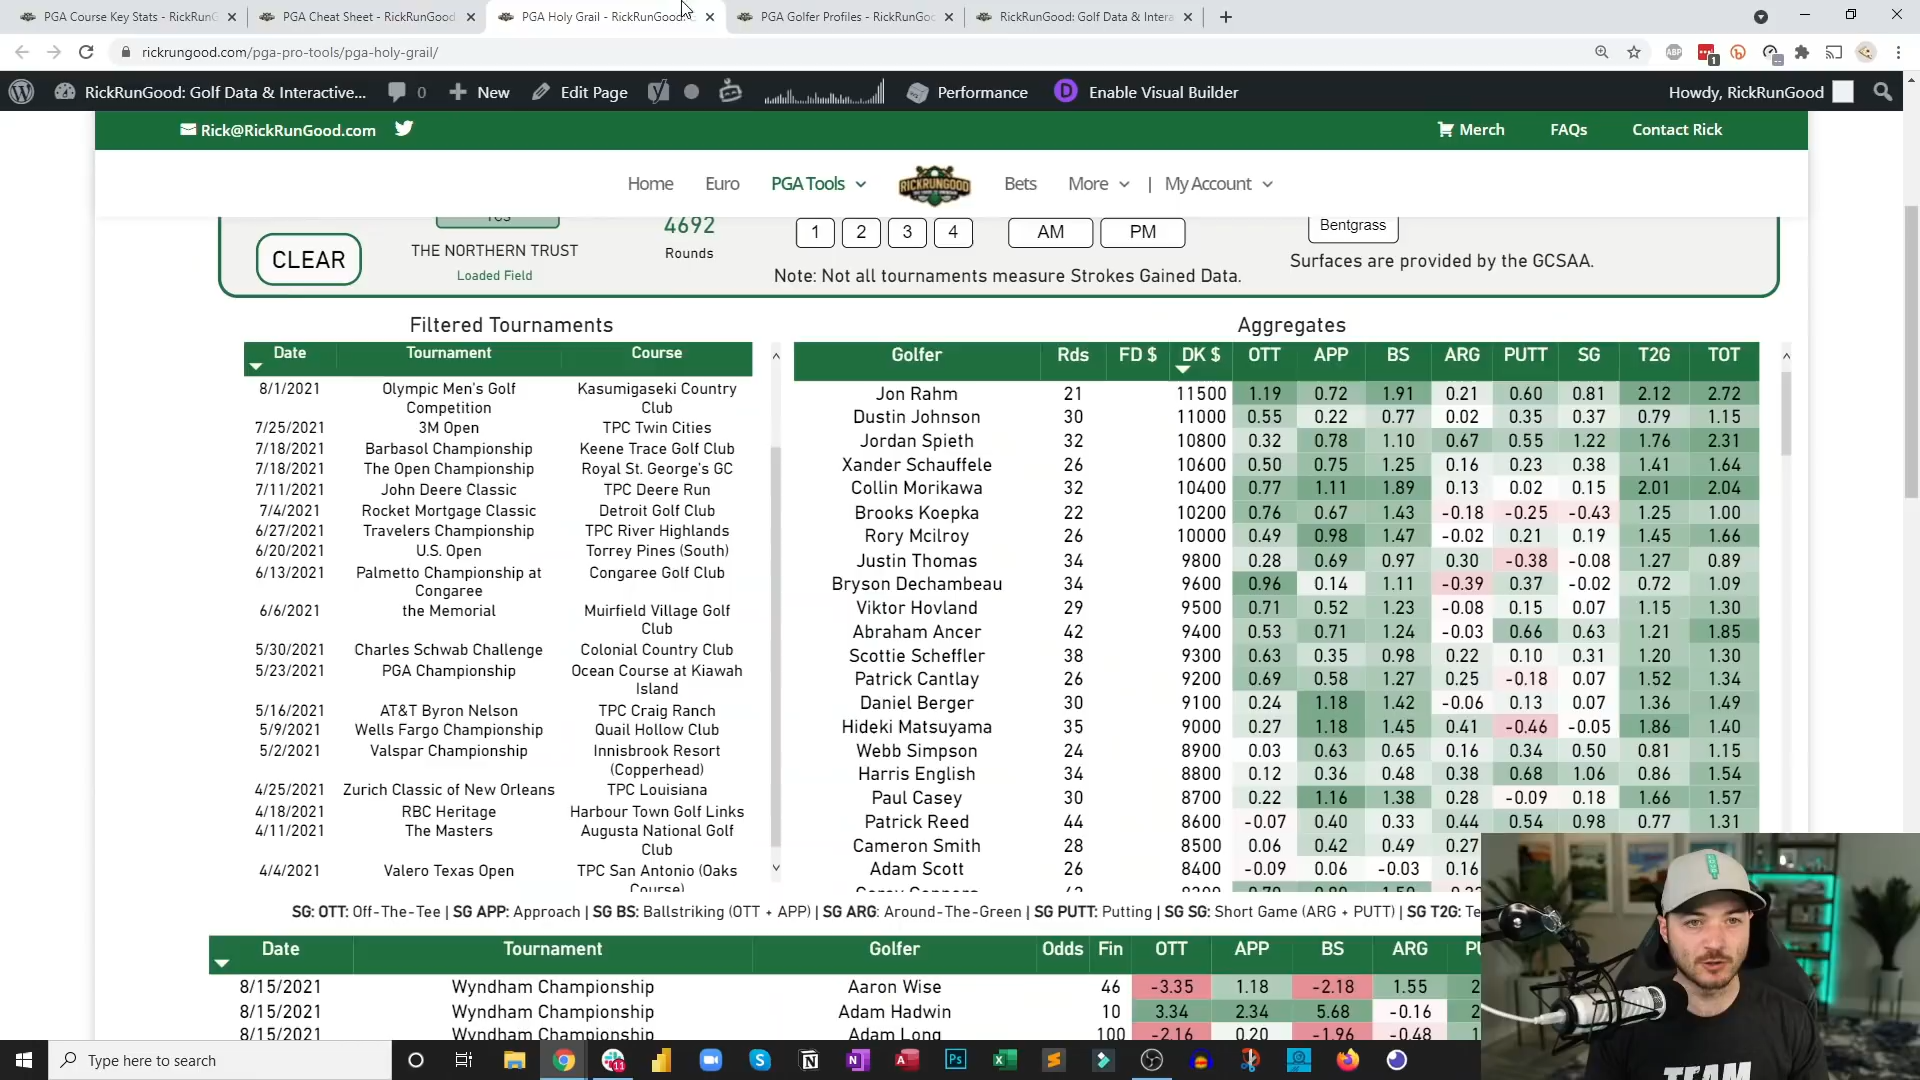 PGA Course Key Stats - RickRunG
PGA Cheat Sheet - RickRunGood
PGA Holy Grail - RickRunGood:
PGA Golfer Profiles - RickRunGoo
RickRunGood: Golf Data & Intera
rickrungood.com/pga-pro-tools/pga-holy-grail/
ABP
1
RickRunGood: Golf Data & Interactive... 0 New Edit Page Performance D Enable Visual Builder Howdy, RickRunGood
Rick@RickRunGood.com Merch FAQs Contact Rick
Home Euro PGA Tools RICKRUNGOOD Bets More | My Account
Yes 4692 1 2 3 4 AM PM Bentgrass
CLEAR THE NORTHERN TRUST Rounds
Loaded Field Note: Not all tournaments measure Strokes Gained Data. Surfaces are provided by the GCSAA.
Filtered Tournaments
Date Tournament Course
8/1/2021 Olympic Men's Golf Kasumigaseki Country
Competition Club
7/25/2021 3M Open TPC Twin Cities
7/18/2021 Barbasol Championship Keene Trace Golf Club
7/18/2021 The Open Championship Royal St. George's GC
7/11/2021 John Deere Classic TPC Deere Run
7/4/2021 Rocket Mortgage Classic Detroit Golf Club
6/27/2021 Travelers Championship TPC River Highlands
6/20/2021 U.S. Open Torrey Pines (South)
6/13/2021 Palmetto Championship at Congaree Golf Club
Congaree
6/6/2021 the Memorial Muirfield Village Golf
Club
5/30/2021 Charles Schwab Challenge Colonial Country Club
5/23/2021 PGA Championship Ocean Course at Kiawah
Island
5/16/2021 AT&T Byron Nelson TPC Craig Ranch
5/9/2021 Wells Fargo Championship Quail Hollow Club
5/2/2021 Valspar Championship Innisbrook Resort
(Copperhead)
4/25/2021 Zurich Classic of New Orleans TPC Louisiana
4/18/2021 RBC Heritage Harbour Town Golf Links
4/11/2021 The Masters Augusta National Golf
Club
4/4/2021 Valero Texas Open TPC San Antonio (Oaks
Course)
Aggregates
Golfer Rds FD $ DK $ OTT APP BS ARG PUTT SG T2G TOT
Jon Rahm 21 11500 1.19 0.72 1.91 0.21 0.60 0.81 2.12 2.72
Dustin Johnson 30 11000 0.55 0.22 0.77 0.02 0.35 0.37 0.79 1.15
Jordan Spieth 32 10800 0.32 0.78 1.10 0.67 0.55 1.22 1.76 2.31
Xander Schauffele 26 10600 0.50 0.75 1.25 0.16 0.23 0.38 1.41 1.64
Collin Morikawa 32 10400 0.77 1.11 1.89 0.13 0.02 0.15 2.01 2.04
Brooks Koepka 22 10200 0.76 0.67 1.43 -0.18 -0.25 -0.43 1.25 1.00
Rory Mcilroy 26 10000 0.49 0.98 1.47 -0.02 0.21 0.19 1.45 1.66
Justin Thomas 34 9800 0.28 0.69 0.97 0.30 -0.38 -0.08 1.27 0.89
Bryson Dechambeau 34 9600 0.96 0.14 1.11 -0.39 0.37 -0.02 0.72 1.09
Viktor Hovland 29 9500 0.71 0.52 1.23 -0.08 0.15 0.07 1.15 1.30
Abraham Ancer 42 9400 0.53 0.71 1.24 -0.03 0.66 0.63 1.21 1.85
Scottie Scheffler 38 9300 0.63 0.35 0.98 0.22 0.10 0.31 1.20 1.30
Patrick Cantlay 26 9200 0.69 0.58 1.27 0.25 -0.18 0.07 1.52 1.34
Daniel Berger 30 9100 0.24 1.18 1.42 -0.06 0.13 0.07 1.36 1.49
Hideki Matsuyama 35 9000 0.27 1.18 1.45 0.41 -0.46 -0.05 1.86 1.40
Webb Simpson 24 8900 0.03 0.63 0.65 0.16 0.34 0.50 0.81 1.15
Harris English 34 8800 0.12 0.36 0.48 0.38 0.68 1.06 0.86 1.54
Paul Casey 30 8700 0.22 1.16 1.38 0.28 -0.09 0.18 1.66 1.57
Patrick Reed 44 8600 -0.07 0.40 0.33 0.44 0.54 0.98 0.77 1.31
Cameron Smith 28 8500 0.06 0.42 0.49 0.27
Adam Scott 26 8400 -0.09 0.06 -0.03 0.16
SG: OTT: Off-The-Tee | SG APP: Approach | SG BS: Ballstriking (OTT + APP) | SG ARG: Around-The-Green | SG PUTT: Putting | SG SG: Short Game (ARG + PUTT) | SG T2G: Te
Date Tournament Golfer Odds Fin OTT APP BS ARG PU
8/15/2021 Wyndham Championship Aaron Wise 46 -3.35 1.18 -2.18 1.55 2
8/15/2021 Wyndham Championship Adam Hadwin 10 3.34 2.34 5.68 -0.16 2
8/15/2021 Wyndham Championship Adam Long 100 -2.16 0.20 -1.96 -0.48 1
TEAM
Type here to search
11